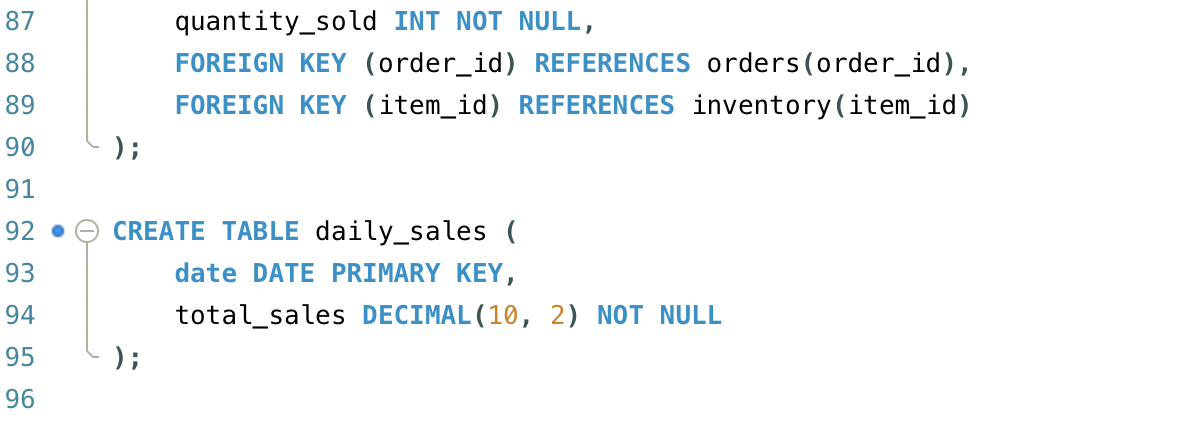 87 quantity_sold INT NOT NULL,
88 FOREIGN KEY (order_id) REFERENCES orders(order_id),
89 FOREIGN KEY (item_id) REFERENCES inventory(item_id)
90 );
91
92 CREATE TABLE daily_sales (
93 date DATE PRIMARY KEY,
94 total_sales DECIMAL(10, 2) NOT NULL
95 );
96